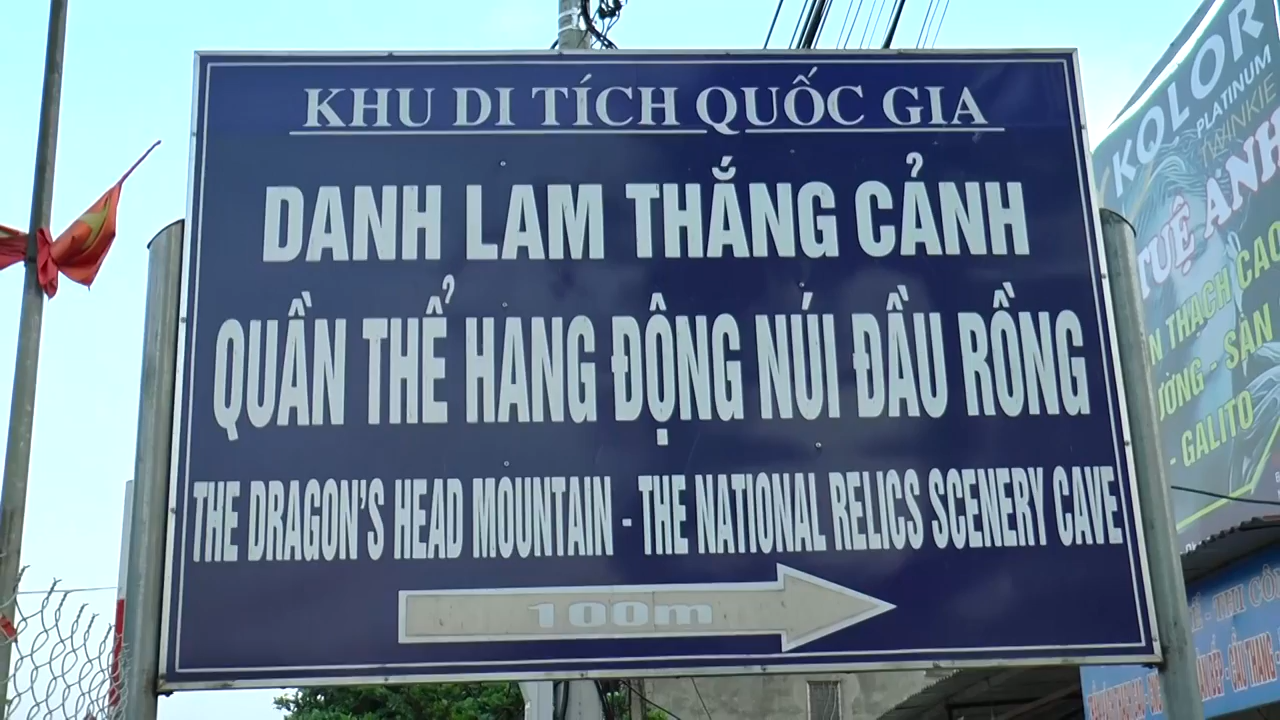 KHU DI TÍCH QUỐC GIA
DANH LAM THẮNG CẢNH
QUẦN THỂ HANG ĐỘNG NÚI ĐẦU RỒNG
THE DRAGON'S HEAD MOUNTAIN - THE NATIONAL RELICS SCENERY CAVE
100m
KOLOR
PLATINUM
TWINKIE
TUỆ ANH
THẠCH CAO
- SÀN
- GALITO